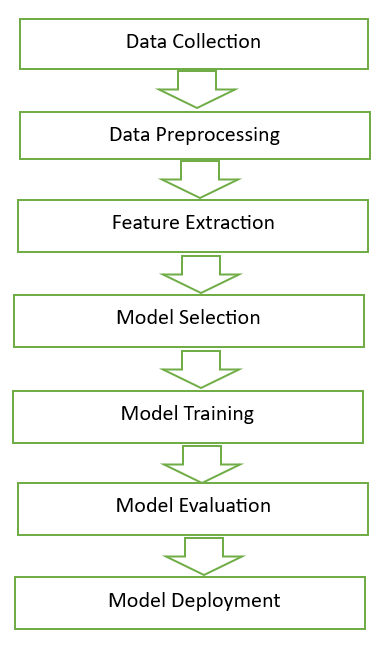 Data Collection
Data Preprocessing
Feature Extraction
Model Selection
Model Training
Model Evaluation
Model Deployment